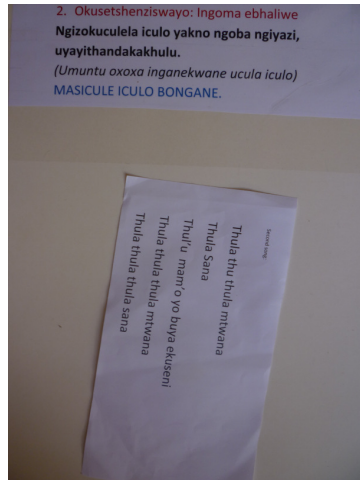 2. Okusetshenziswayo: Ingoma ebhaliwe
Ngizokuculela iculo yakno ngoba ngiyazi,
uyayithandakakhulu.
(Umuntu oxoxa inganekwane ucula iculo)
MASICULE ICULO BONGANE.
Second song:
Thula thu thula mtwana
Thula Sana
Thul'u mam'o yo buya ekuseni
Thula thula thula mtwana
Thula thula thula sana